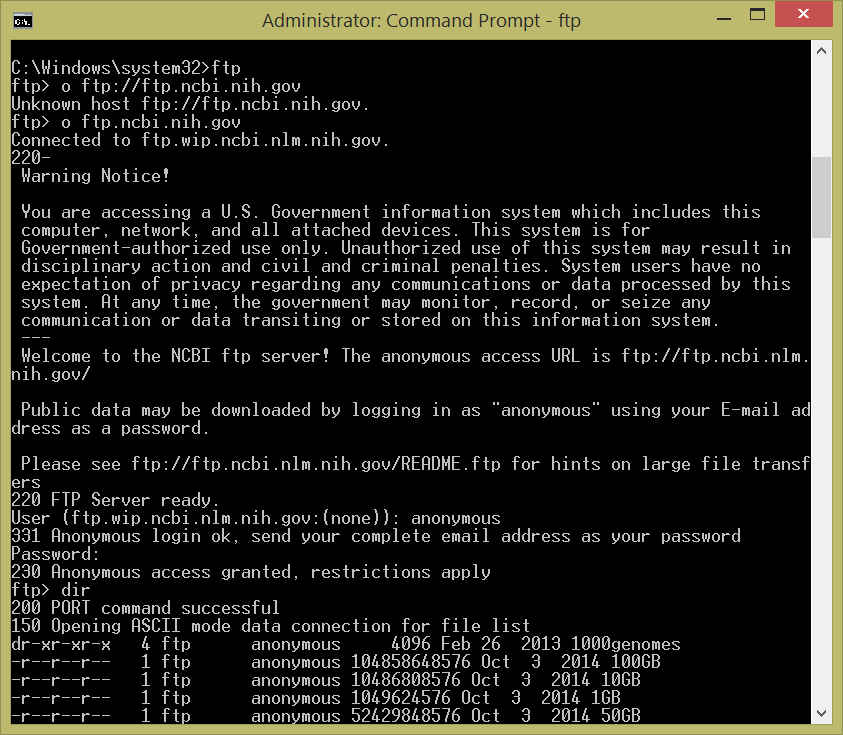 Administrator: Command Prompt - ftp
C:\Windows\system32>ftp
ftp> o ftp://ftp.ncbi.nih.gov
Unknown host ftp://ftp.ncbi.nih.gov.
ftp> o ftp.ncbi.nih.gov
Connected to ftp.wip.ncbi.nlm.nih.gov.
220-
 Warning Notice!
 You are accessing a U.S. Government information system which includes this
 computer, network, and all attached devices. This system is for
 Government-authorized use only. Unauthorized use of this system may result in
 disciplinary action and civil and criminal penalties. System users have no
 expectation of privacy regarding any communications or data processed by this
 system. At any time, the government may monitor, record, or seize any
 communication or data transiting or stored on this information system.
 ---
 Welcome to the NCBI ftp server! The anonymous access URL is ftp://ftp.ncbi.nlm.
nih.gov/
 Public data may be downloaded by logging in as "anonymous" using your E-mail ad
dress as a password.
 Please see ftp://ftp.ncbi.nlm.nih.gov/README.ftp for hints on large file transf
ers
220 FTP Server ready.
User (ftp.wip.ncbi.nlm.nih.gov:(none)): anonymous
331 Anonymous login ok, send your complete email address as your password
Password:
230 Anonymous access granted, restrictions apply
ftp> dir
200 PORT command successful
150 Opening ASCII mode data connection for file list
dr-xr-xr-x   4 ftp      anonymous     4096 Feb 26  2013 1000genomes
-r--r--r--   1 ftp      anonymous 104858648576 Oct  3  2014 100GB
-r--r--r--   1 ftp      anonymous 10486808576 Oct  3  2014 10GB
-r--r--r--   1 ftp      anonymous 1049624576 Oct  3  2014 1GB
-r--r--r--   1 ftp      anonymous 52429848576 Oct  3  2014 50GB